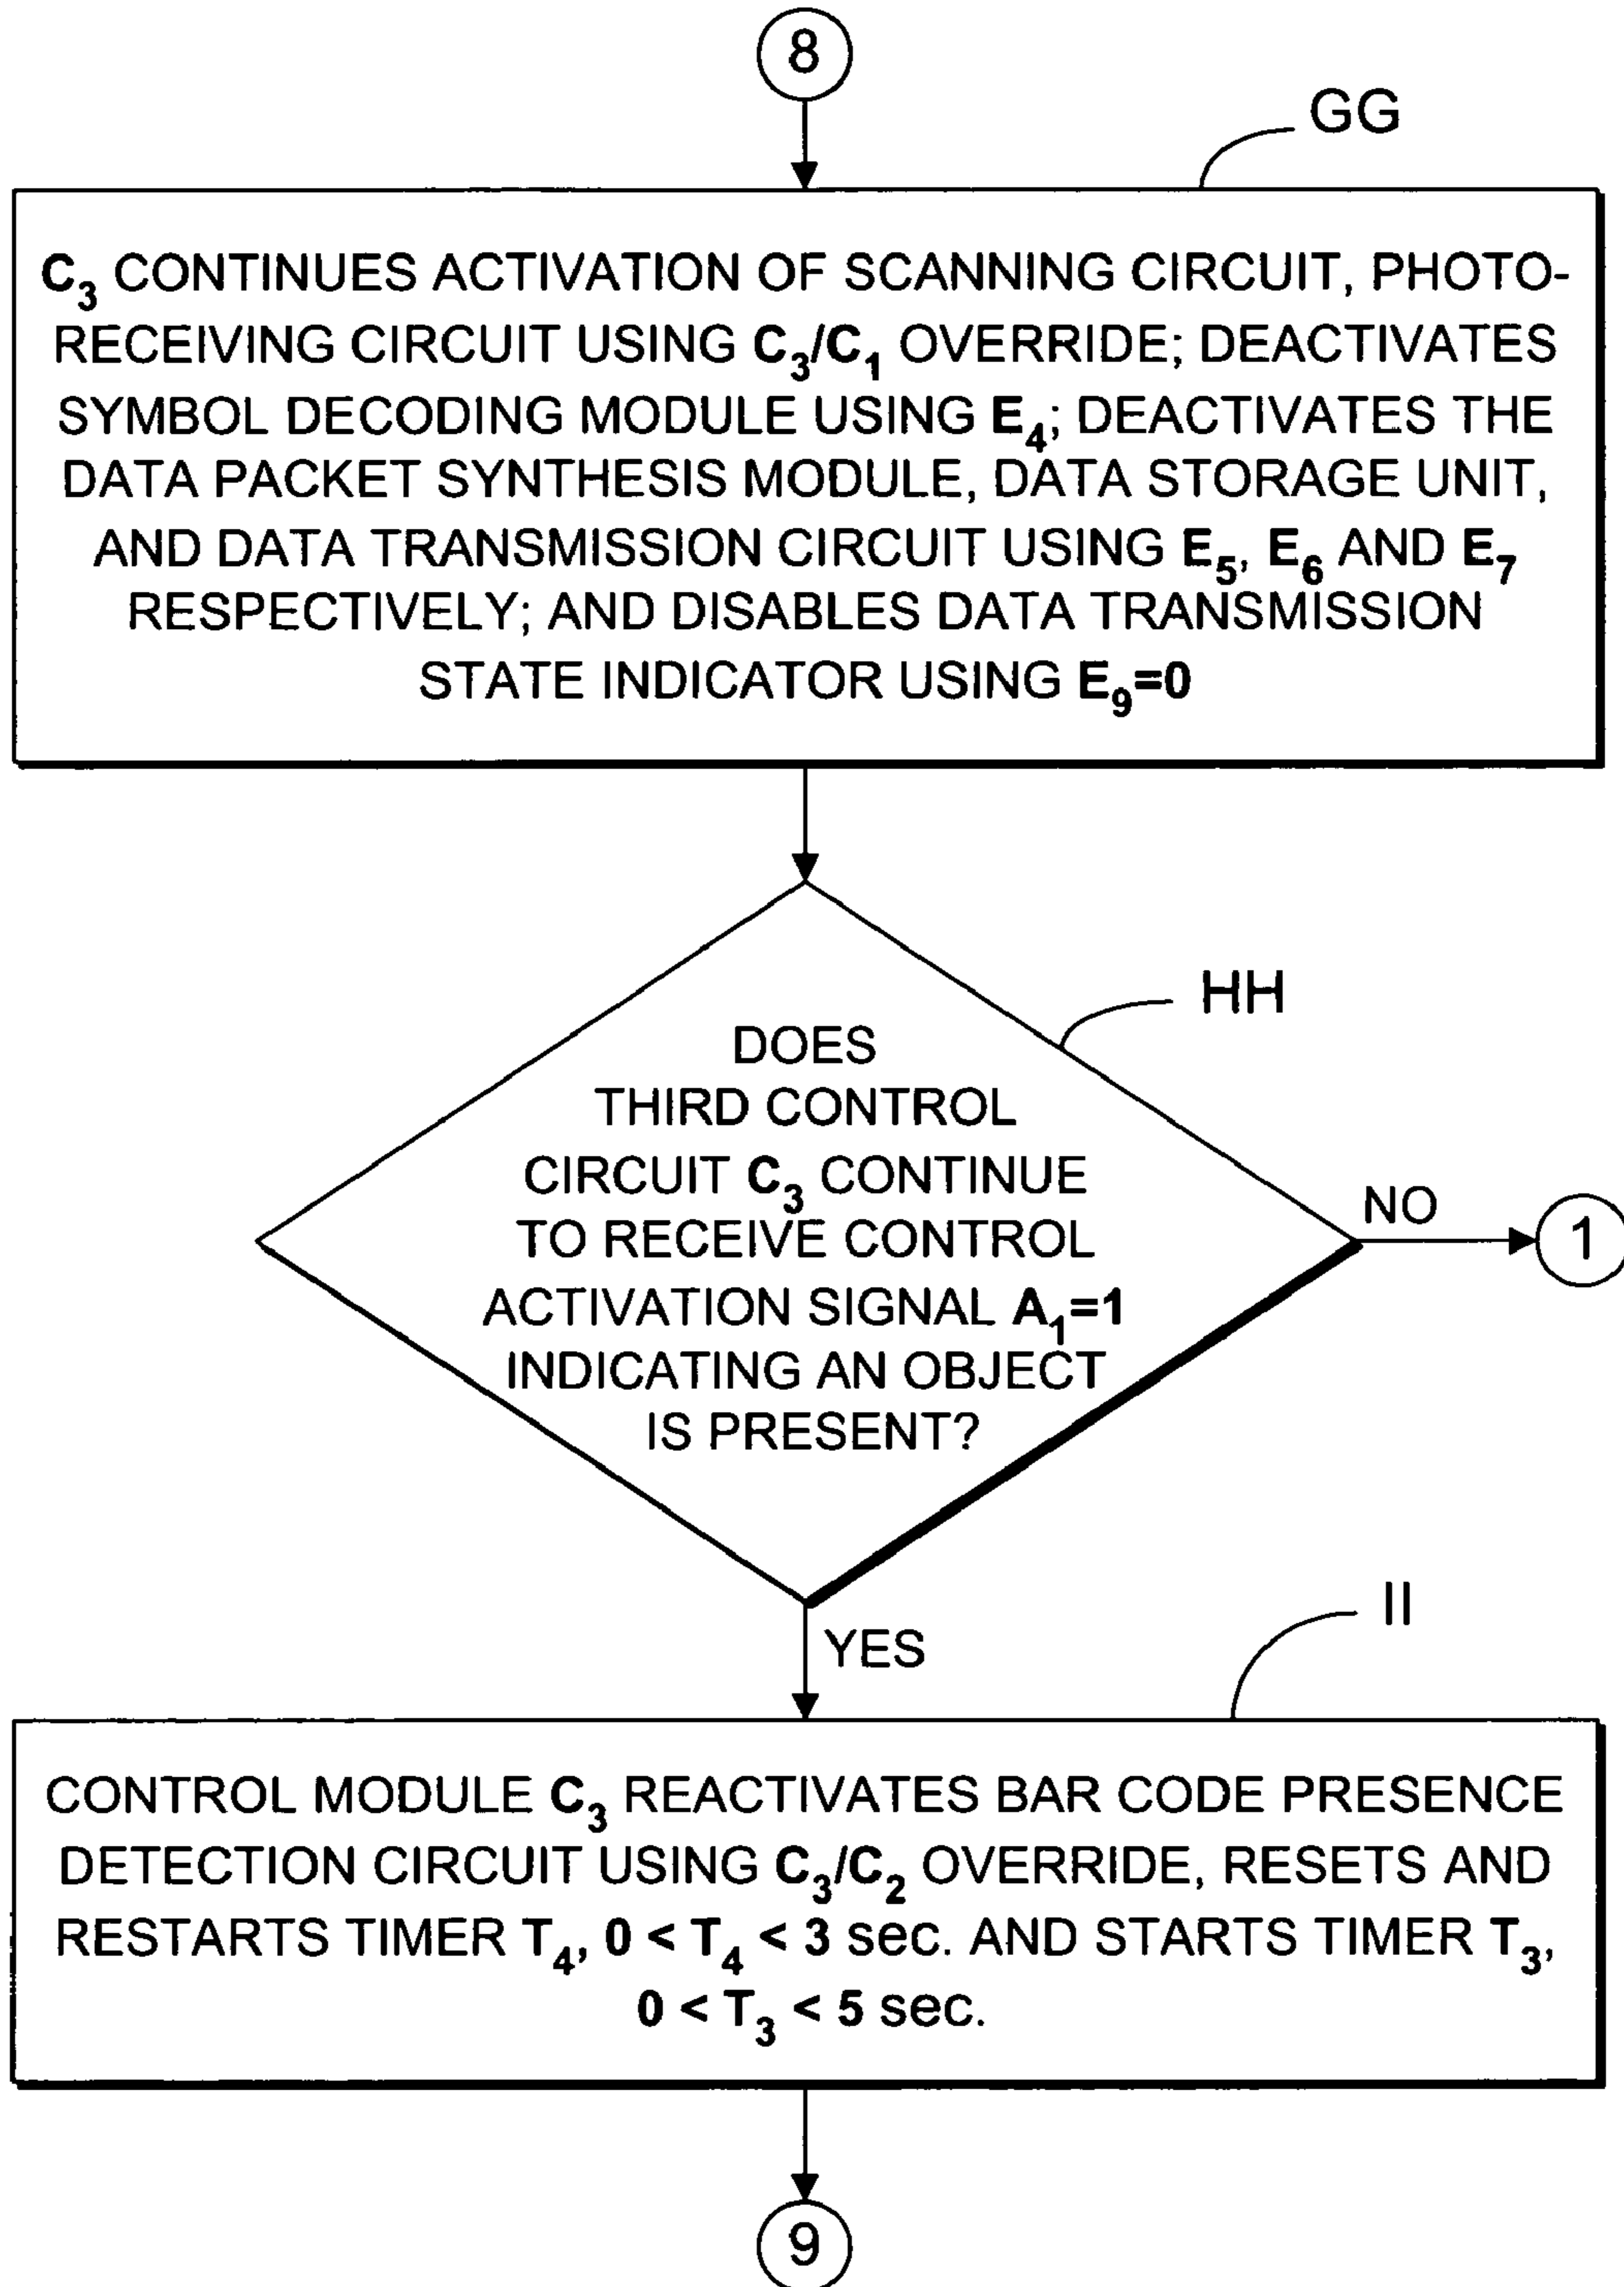 8
GG
C₃ CONTINUES ACTIVATION OF SCANNING CIRCUIT, PHOTO-
RECEIVING CIRCUIT USING C₃/C₁ OVERRIDE; DEACTIVATES
SYMBOL DECODING MODULE USING E₄; DEACTIVATES THE
DATA PACKET SYNTHESIS MODULE, DATA STORAGE UNIT,
AND DATA TRANSMISSION CIRCUIT USING E₅, E₆ AND E₇
RESPECTIVELY; AND DISABLES DATA TRANSMISSION
STATE INDICATOR USING E₉=0
HH
DOES
THIRD CONTROL
CIRCUIT C₃ CONTINUE
TO RECEIVE CONTROL
ACTIVATION SIGNAL A₁=1
INDICATING AN OBJECT
IS PRESENT?
NO
1
YES
II
CONTROL MODULE C₃ REACTIVATES BAR CODE PRESENCE
DETECTION CIRCUIT USING C₃/C₂ OVERRIDE, RESETS AND
RESTARTS TIMER T₄, 0 < T₄ < 3 sec. AND STARTS TIMER T₃,
0 < T₃ < 5 sec.
9